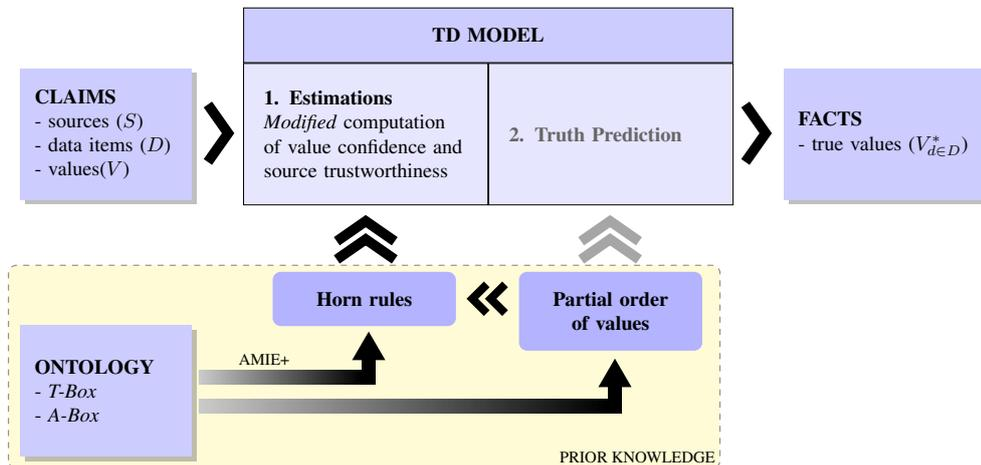 TD MODEL
CLAIMS
- sources (S)
- data items (D)
- values(V)
1. Estimations
Modified computation
of value confidence and
source trustworthiness
2. Truth Prediction
FACTS
- true values (V*d∈D)
Horn rules
Partial order
of values
ONTOLOGY
- T-Box
- A-Box
AMIE+
PRIOR KNOWLEDGE